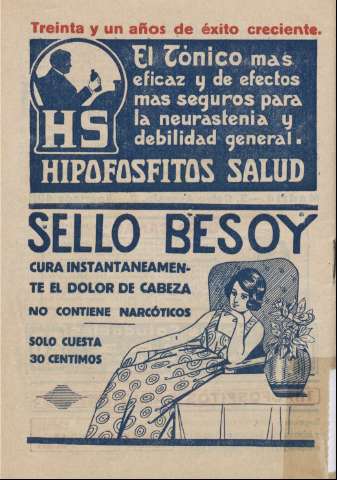 Treinta y un años de éxito creciente.
El Tónico mas
eficaz y de efectos
mas seguros para
la neurastenia y
debilidad general.
HS
HIPOFOSFITOS SALUD
SELLO BESOY
CURA INSTANTANEAMEN-
TE EL DOLOR DE CABEZA
NO CONTIENE NARCÓTICOS
SOLO CUESTA
30 CENTIMOS